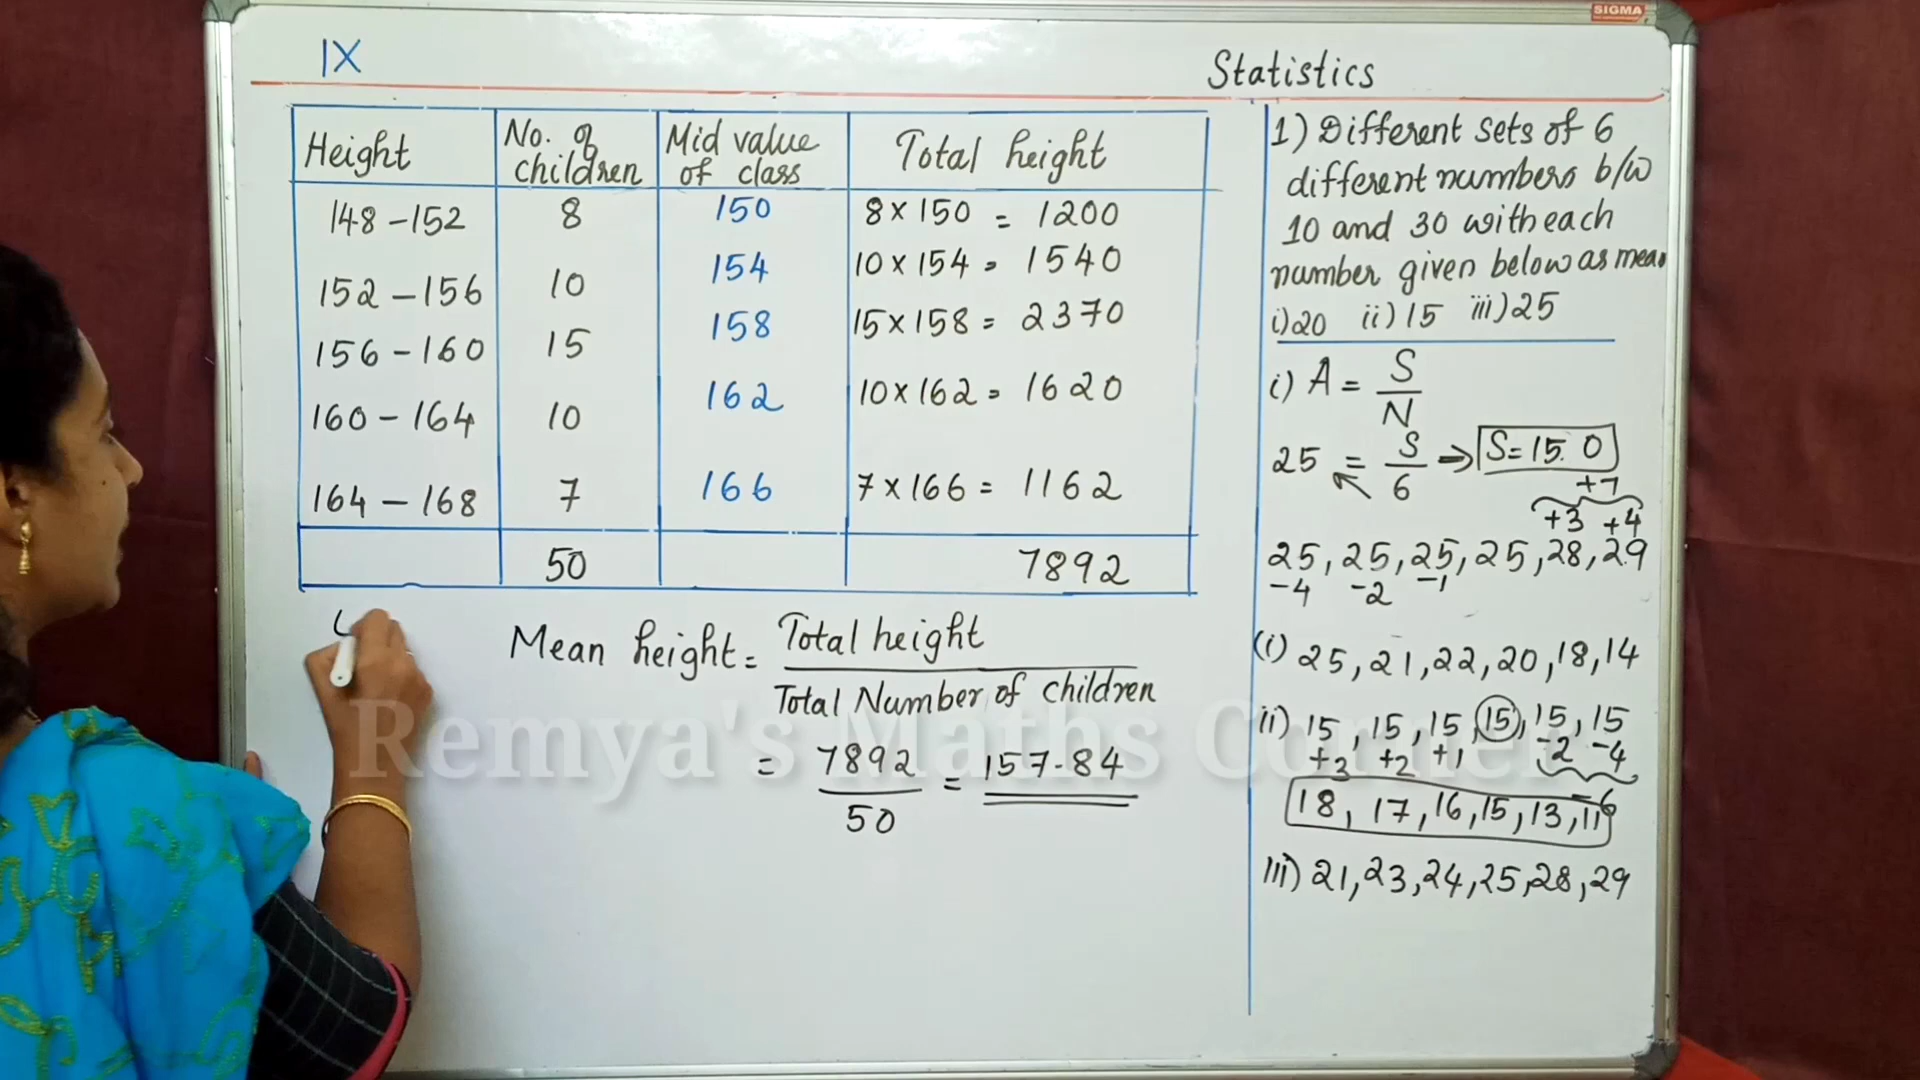 SIGMA
IX
Statistics
Height No. of children Mid value of class Total height
148 - 152 8 150 8 × 150 = 1200
152 - 156 10 154 10 × 154 = 1540
156 - 160 15 158 15 × 158 = 2370
160 - 164 10 162 10 × 162 = 1620
164 - 168 7 166 7 × 166 = 1162
50 7892
Mean height = Total height / Total Number of children
= 7892 / 50 = 157.84
1) Different sets of 6
different numbers b/w
10 and 30 with each
number given below as mean
i) 20 ii) 15 iii) 25
i) A = S / N
25 = S / 6 → S = 15.0
+7
+3 +4
25, 25, 25, 25, 28, 29
-4 -2 -1
(i) 25, 21, 22, 20, 18, 14
ii) 15, 15, 15, 15, 15, 15
+3 +2 +1 -2 -4
-6
18, 17, 16, 15, 13, 11
iii) 21, 23, 24, 25, 28, 29
Remya's Maths Corner